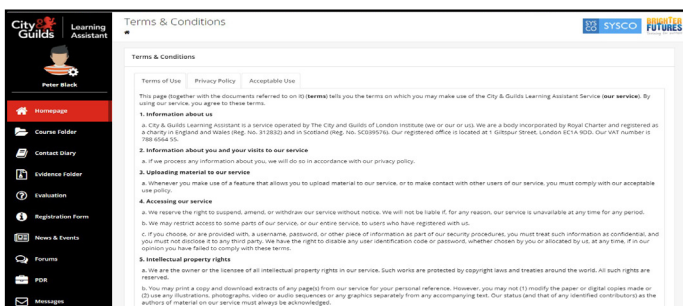 City & Guilds
Learning Assistant
Terms & Conditions
SYSCO
SYSCO
BRIGHTER FUTURES
Peter Black
Homepage
Course Folder
Contact Diary
Evidence Folder
Evaluation
Registration Form
News & Events
Forums
PDR
Messages
Terms & Conditions
Terms of Use Privacy Policy Acceptable Use
This page (together with the documents referred to on it) (terms) tells you the terms on which you may make use of the City & Guilds Learning Assistant Service (our service). By
using our service, you agree to these terms.
1. Information about us
a. City & Guilds Learning Assistant is a service operated by The City and Guilds of London Institute (we or our or us). We are a body incorporated by Royal Charter and registered as
a charity in England and Wales (Reg. No. 312832) and in Scotland (Reg. No. SC039576). Our registered office is located at 1 Giltspur Street, London EC1A 9DD. Our VAT number is
788 6564 55.
2. Information about you and your visits to our service
a. If we process any information about you, we will do so in accordance with our privacy policy.
3. Uploading material to our service
a. Whenever you make use of a feature that allows you to upload material to our service, or to make contact with other users of our service, you must comply with our acceptable
use policy.
4. Accessing our service
a. We reserve the right to suspend, amend, or withdraw our service without notice. We will not be liable if, for any reason, our service is unavailable at any time for any period.
b. We may restrict access to some parts of our service, or our entire service, to users who have registered with us.
c. If you choose, or are provided with, a username, password, or other piece of information as part of our security procedures, you must treat such information as confidential, and
you must not disclose it to any third party. We have the right to disable any user identification code or password, whether chosen by you or allocated by us, at any time, if in our
opinion you have failed to comply with these terms.
5. Intellectual property rights
a. We are the owner or the licensee of all intellectual property rights in our service. Such works are protected by copyright laws and treaties around the world. All such rights are
reserved.
b. You may print a copy and download extracts of any page(s) from our service for your personal reference. However, you may not (1) modify the paper or digital copies made or
(2) use any illustrations, photographs, video or audio sequences or any graphics separately from any accompanying text. Our status (and that of any identified contributors) as the
authors of material on our service must always be acknowledged.